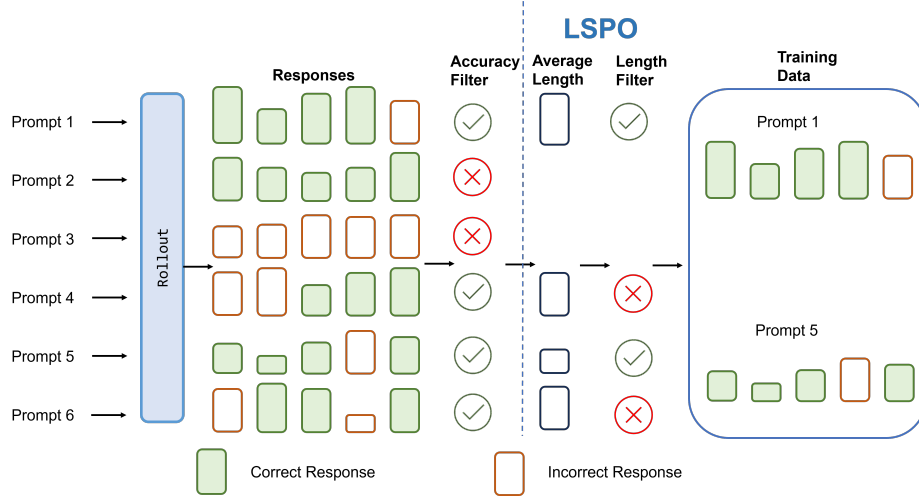 LSPO
Responses
Accuracy
Filter
Average
Length
Length
Filter
Training
Data
Prompt 1
Prompt 2
Prompt 3
Prompt 4
Prompt 5
Prompt 6
Rollout
Prompt 1
Prompt 5
Correct Response
Incorrect Response